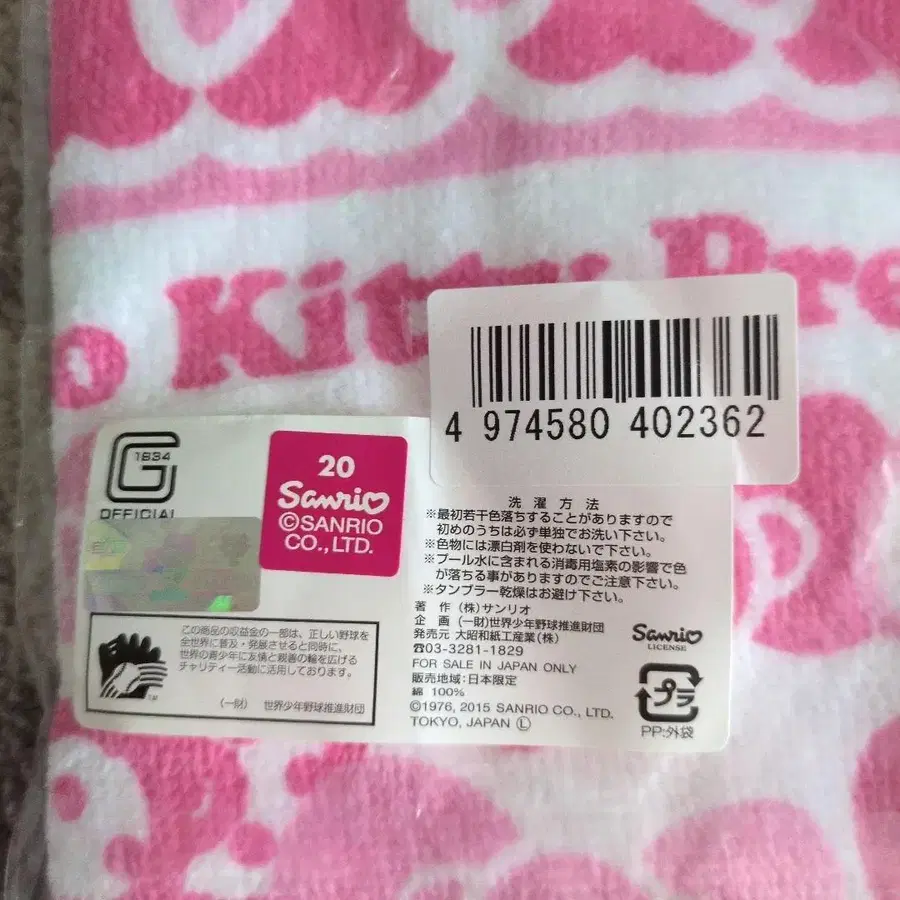 o Kitty Pre
4 974580 402362
1934
G
OFFICIAL
20
Sanrio
©SANRIO
CO.,LTD.
洗濯方法
※最初若干色落ちすることがありますので
初めのうちは必ず単独でお洗い下さい。
※色物には漂白剤を使わないで下さい。
※プール水に含まれる消毒用塩素の影響で色
が落ちる事がありますのでご注意下さい。
※タンブラー乾燥はお避け下さい。
著 作 (株)サンリオ
企 画 (一財)世界少年野球推進財団
発売元 大昭和紙工産業(株)
☎03-3281-1829
FOR SALE IN JAPAN ONLY
販売地域:日本限定
綿 100%
©1976, 2015 SANRIO CO., LTD.
TOKYO, JAPAN Ⓛ
Sanrio
LICENSE
プラ
PP:外袋
この商品の収益金の一部は、正しい野球を
全世界に普及・発展させると同時に、
世界の青少年に友情と親善の輪を広げる
チャリティー活動に活用しております。
(一財) 世界少年野球推進財団
TM